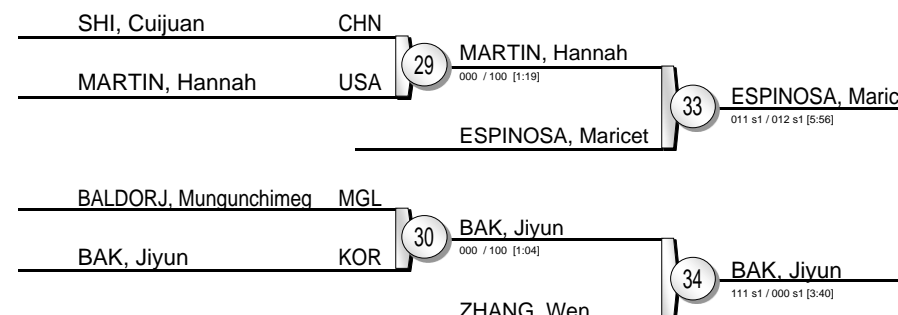 SHI, Cuijuan CHN
MARTIN, Hannah USA
29
MARTIN, Hannah
000 / 100 [1:19]
ESPINOSA, Maricet
33
ESPINOSA, Maric
011 s1 / 012 s1 [5:56]
BALDORJ, Mungunchimeg MGL
BAK, Jiyun KOR
30
BAK, Jiyun
000 / 100 [1:04]
ZHANG, Wen
34
BAK, Jiyun
111 s1 / 000 s1 [3:40]